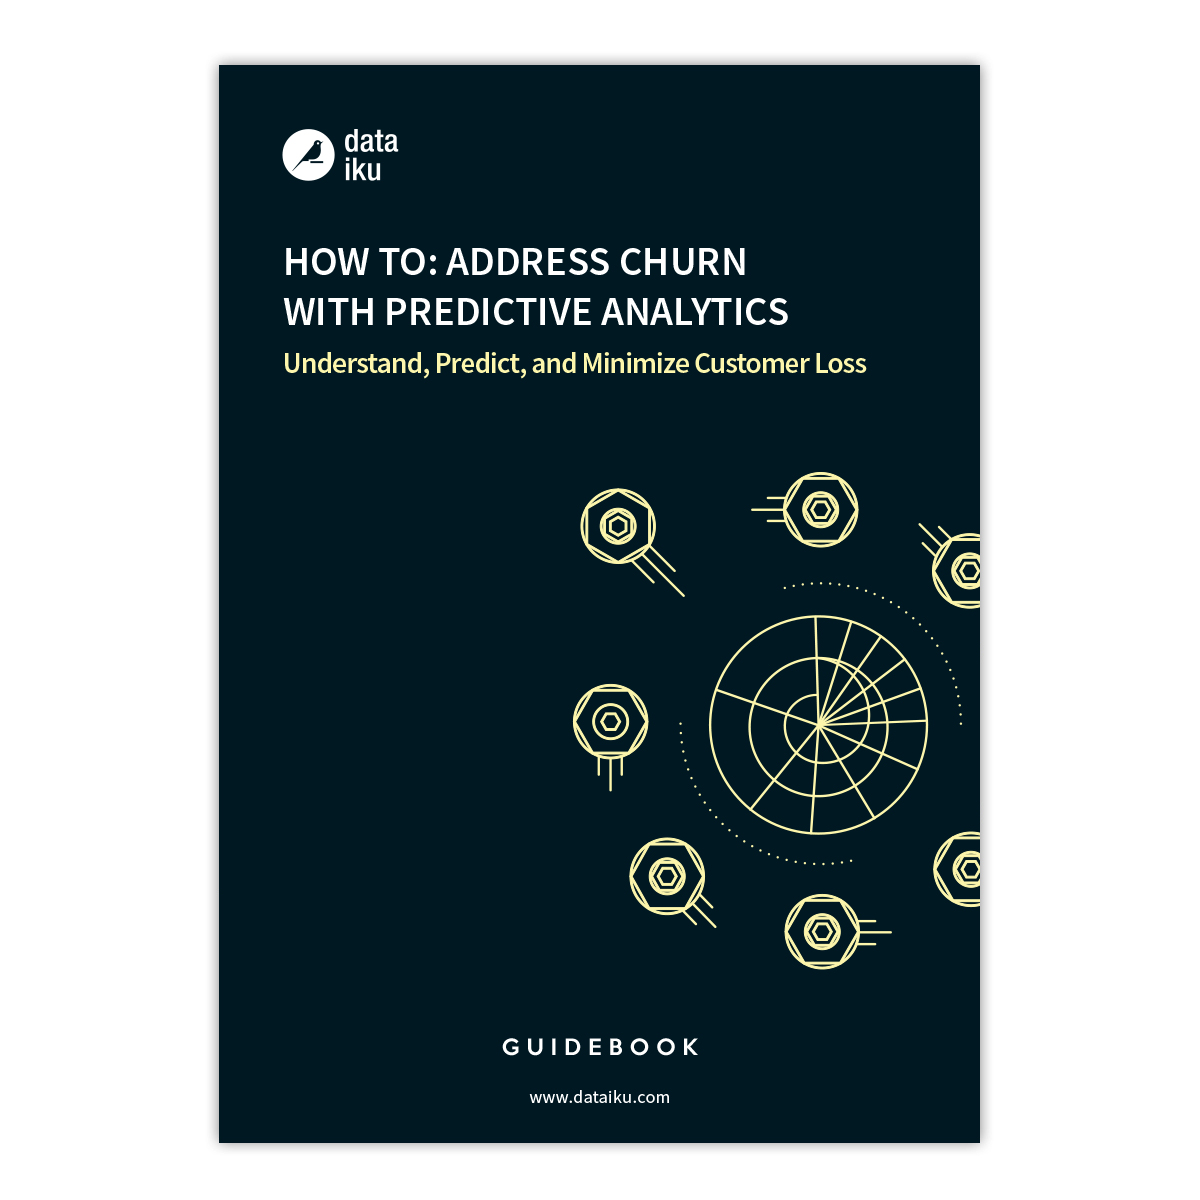 data
iku
HOW TO: ADDRESS CHURN
WITH PREDICTIVE ANALYTICS
Understand, Predict, and Minimize Customer Loss
GUIDEBOOK
www.dataiku.com